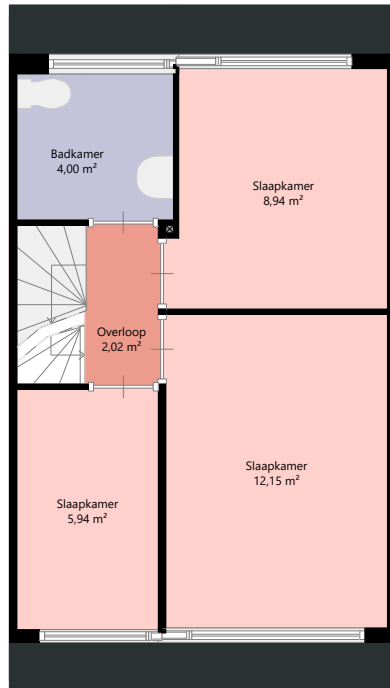 Badkamer
4,00 m²
Slaapkamer
8,94 m²
Overloop
2,02 m²
Slaapkamer
12,15 m²
Slaapkamer
5,94 m²